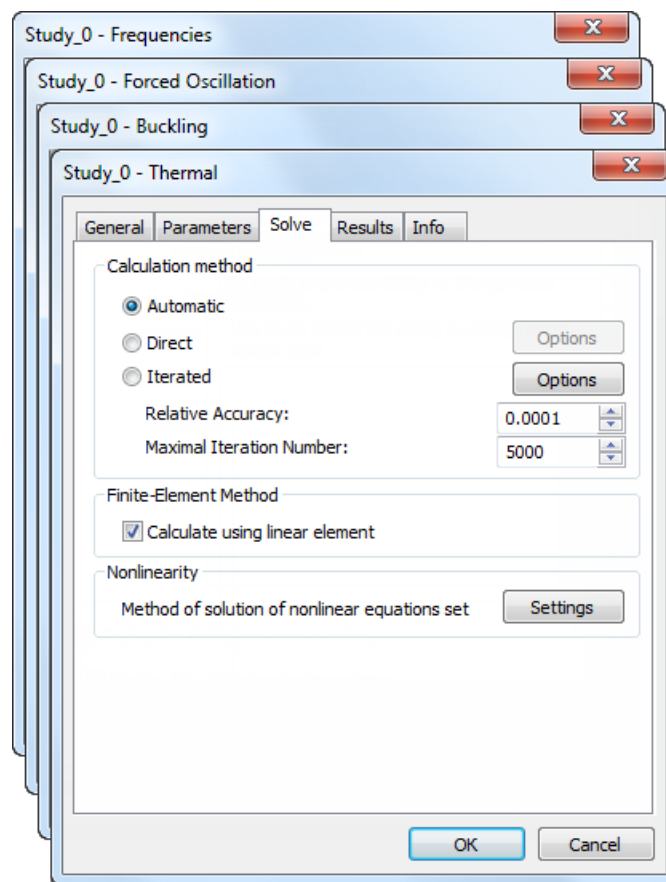 Study_0 - Frequencies
Study_0 - Forced Oscillation
Study_0 - Buckling
Study_0 - Thermal
General Parameters Solve Results Info
Calculation method
Automatic
Direct Options
Iterated Options
Relative Accuracy: 0.0001
Maximal Iteration Number: 5000
Finite-Element Method
Calculate using linear element
Nonlinearity
Method of solution of nonlinear equations set Settings
OK Cancel